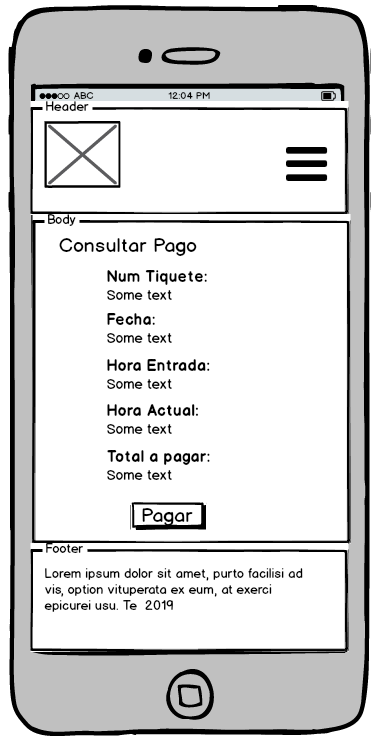 ABC 12:04 PM
Header
Body
Consultar Pago
Num Tiquete:
Some text
Fecha:
Some text
Hora Entrada:
Some text
Hora Actual:
Some text
Total a pagar:
Some text
Pagar
Footer
Lorem ipsum dolor sit amet, purto facilisi ad
vis, option vituperata ex eum, at exerci
epicurei usu. Te 2019